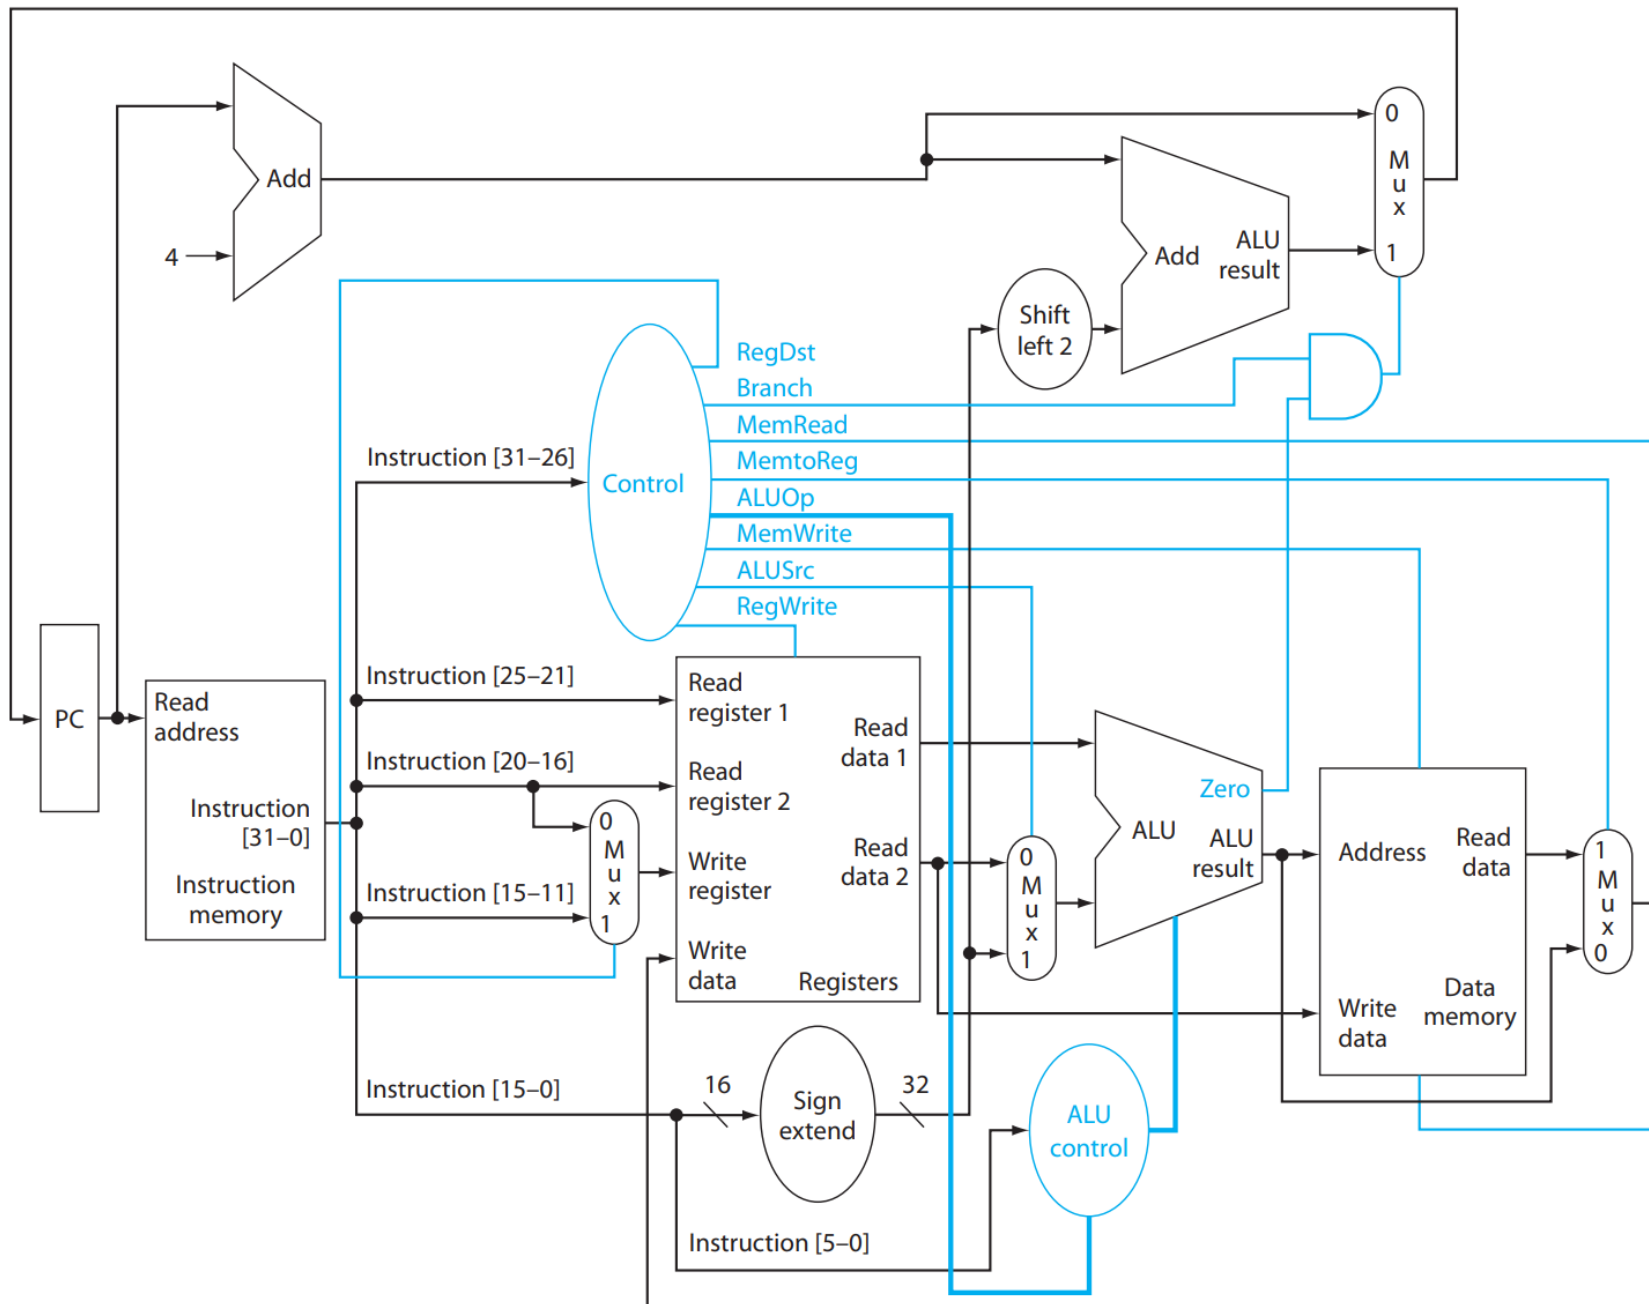 0
M
u
x
1
Add
4
Add
ALU
result
Shift
left 2
RegDst
Branch
MemRead
MemtoReg
ALUOp
MemWrite
ALUSrc
RegWrite
Control
Instruction [31–26]
Instruction [25–21]
Instruction [20–16]
Instruction [15–11]
Instruction [15–0]
Instruction [5–0]
PC
Read
address
Instruction
[31–0]
Instruction
memory
0
M
u
x
1
Read
register 1
Read
register 2
Write
register
Write
data
Read
data 1
Read
data 2
Registers
0
M
u
x
1
Zero
ALU
ALU
result
Address
Read
data
Write
data
Data
memory
1
M
u
x
0
16
Sign
extend
32
ALU
control